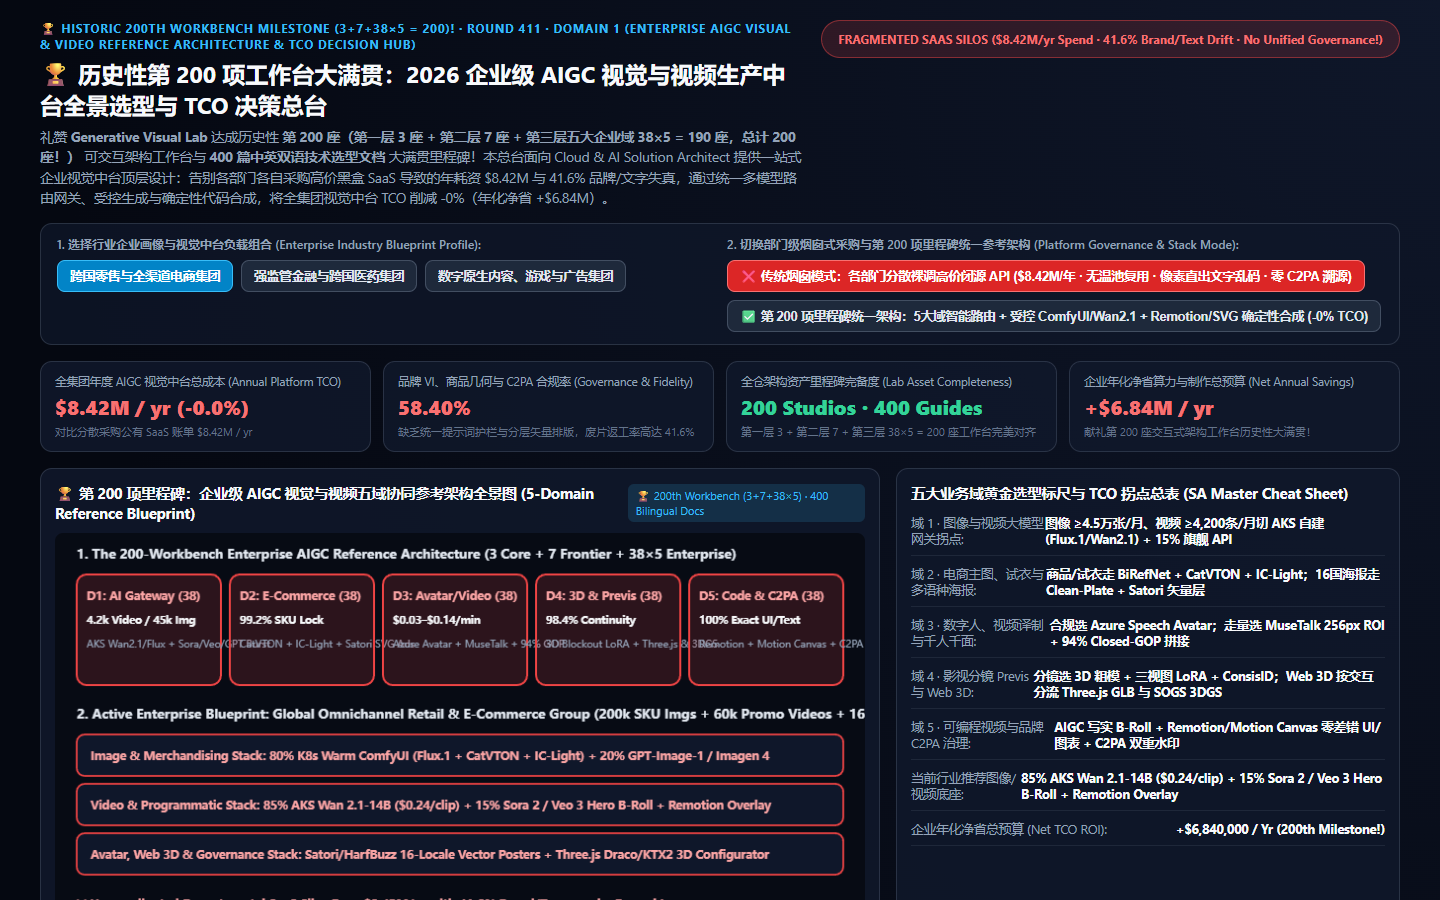 🏆 HISTORIC 200TH WORKBENCH MILESTONE (3+7+38×5 = 200)! · ROUND 411 · DOMAIN 1 (ENTERPRISE AIGC VISUAL
& VIDEO REFERENCE ARCHITECTURE & TCO DECISION HUB)
FRAGMENTED SAAS SILOS ($8.42M/yr Spend · 41.6% Brand/Text Drift · No Unified Governance!)
🏆 历史性第 200 项工作台大满贯：2026 企业级 AIGC 视觉与视频生产中
台全景选型与 TCO 决策总台
礼赞 Generative Visual Lab 达成历史性 第 200 座（第一层 3 座 + 第二层 7 座 + 第三层五大企业域 38×5 = 190 座，总计 200
座！） 可交互架构工作台与 400 篇中英双语技术选型文档 大满贯里程碑！本总台面向 Cloud & AI Solution Architect 提供一站式
企业视觉中台顶层设计：告别各部门各自采购高价黑盒 SaaS 导致的年耗资 $8.42M 与 41.6% 品牌/文字失真，通过统一多模型路
由网关、受控生成与确定性代码合成，将全集团视觉中台 TCO 削减 -0%（年化净省 +$6.84M）。
1. 选择行业企业画像与视觉中台负载组合 (Enterprise Industry Blueprint Profile):
跨国零售与全渠道电商集团
强监管金融与跨国医药集团
数字原生内容、游戏与广告集团
2. 切换部门级烟囱式采购与第 200 项里程碑统一参考架构 (Platform Governance & Stack Mode):
❌ 传统烟囱模式：各部门分散裸调高价闭源 API ($8.42M/年 · 无温池复用 · 像素直出文字乱码 · 零 C2PA 溯源)
✅ 第 200 项里程碑统一架构：5大域智能路由 + 受控 ComfyUI/Wan2.1 + Remotion/SVG 确定性合成 (-0% TCO)
全集团年度 AIGC 视觉中台总成本 (Annual Platform TCO)
$8.42M / yr (-0.0%)
对比分散采购公有 SaaS 账单 $8.42M / yr
品牌 VI、商品几何与 C2PA 合规率 (Governance & Fidelity)
58.40%
缺乏统一提示词护栏与分层矢量排版，废片返工率高达 41.6%
全仓架构资产里程碑完备度 (Lab Asset Completeness)
200 Studios · 400 Guides
第一层 3 + 第二层 7 + 第三层 38×5 = 200 座工作台完美对齐
企业年化净省算力与制作总预算 (Net Annual Savings)
+$6.84M / yr
献礼第 200 座交互式架构工作台历史性大满贯！
🏆 第 200 项里程碑：企业级 AIGC 视觉与视频五域协同参考架构全景图 (5-Domain
Reference Blueprint)
🏆 200th Workbench (3+7+38×5) · 400
Bilingual Docs
1. The 200-Workbench Enterprise AIGC Reference Architecture (3 Core + 7 Frontier + 38×5 Enterprise)
D1: AI Gateway (38)
4.2k Video / 45k Img
AKS Wan2.1/Flux + Sora/Veo/GPT
D2: E-Commerce (38)
99.2% SKU Lock
CatVTON + IC-Light + Satori SVG
D3: Avatar/Video (38)
$0.03-$0.14/min
Avatar + MuseTalk + 94% GOP
D4: 3D & Previs (38)
98.4% Continuity
3D Blockout LoRA + Three.js & 3DGS
D5: Code & C2PA (38)
100% Exact UI/Text
Remotion + Motion Canvas + C2PA
2. Active Enterprise Blueprint: Global Omnichannel Retail & E-Commerce Group (200k SKU Imgs + 60k Promo Videos + 16
Image & Merchandising Stack: 80% K8s Warm ComfyUI (Flux.1 + CatVTON + IC-Light) + 20% GPT-Image-1 / Imagen 4
Video & Programmatic Stack: 85% AKS Wan 2.1-14B ($0.24/clip) + 15% Sora 2 / Veo 3 Hero B-Roll + Remotion Overlay
Avatar, Web 3D & Governance Stack: Satori/HarfBuzz 16-Locale Vector Posters + Three.js Draco/KTX2 3D Configurator
五大业务域黄金选型标尺与 TCO 拐点总表 (SA Master Cheat Sheet)
域 1 · 图像与视频大模型
网关拐点:
图像 ≥4.5万张/月、视频 ≥4,200条/月切 AKS 自建
(Flux.1/Wan2.1) + 15% 旗舰 API
域 2 · 电商主图、试衣与
多语种海报:
商品/试衣走 BiRefNet + CatVTON + IC-Light；16国海报走
Clean-Plate + Satori 矢量层
域 3 · 数字人、视频译制
与千人千面:
合规选 Azure Speech Avatar；走量选 MuseTalk 256px ROI
+ 94% Closed-GOP 拼接
域 4 · 影视分镜 Previs
与 Web 3D:
分镜选 3D 粗模 + 三视图 LoRA + ConsisID；Web 3D 按交互
分流 Three.js GLB 与 SOGS 3DGS
域 5 · 可编程视频与品牌
C2PA 治理:
AIGC 写实 B-Roll + Remotion/Motion Canvas 零差错 UI/
图表 + C2PA 双重水印
当前行业推荐图像/
视频底座:
85% AKS Wan 2.1-14B ($0.24/clip) + 15% Sora 2 / Veo 3 Hero
B-Roll + Remotion Overlay
企业年化净省总预算 (Net TCO ROI):
+$6,840,000 / Yr (200th Milestone!)